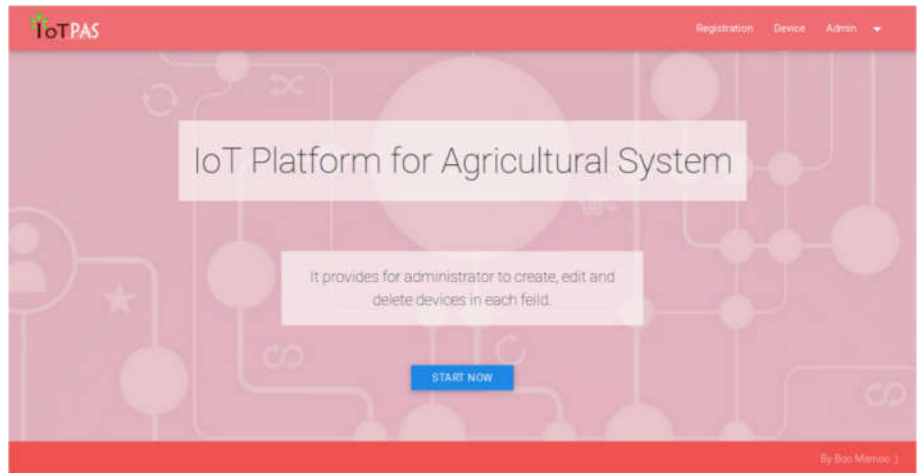 IoTPAS
Registration Device Admin
IoT Platform for Agricultural System
It provides for administrator to create, edit and
delete devices in each feild.
START NOW
By Boo Mamoo :)